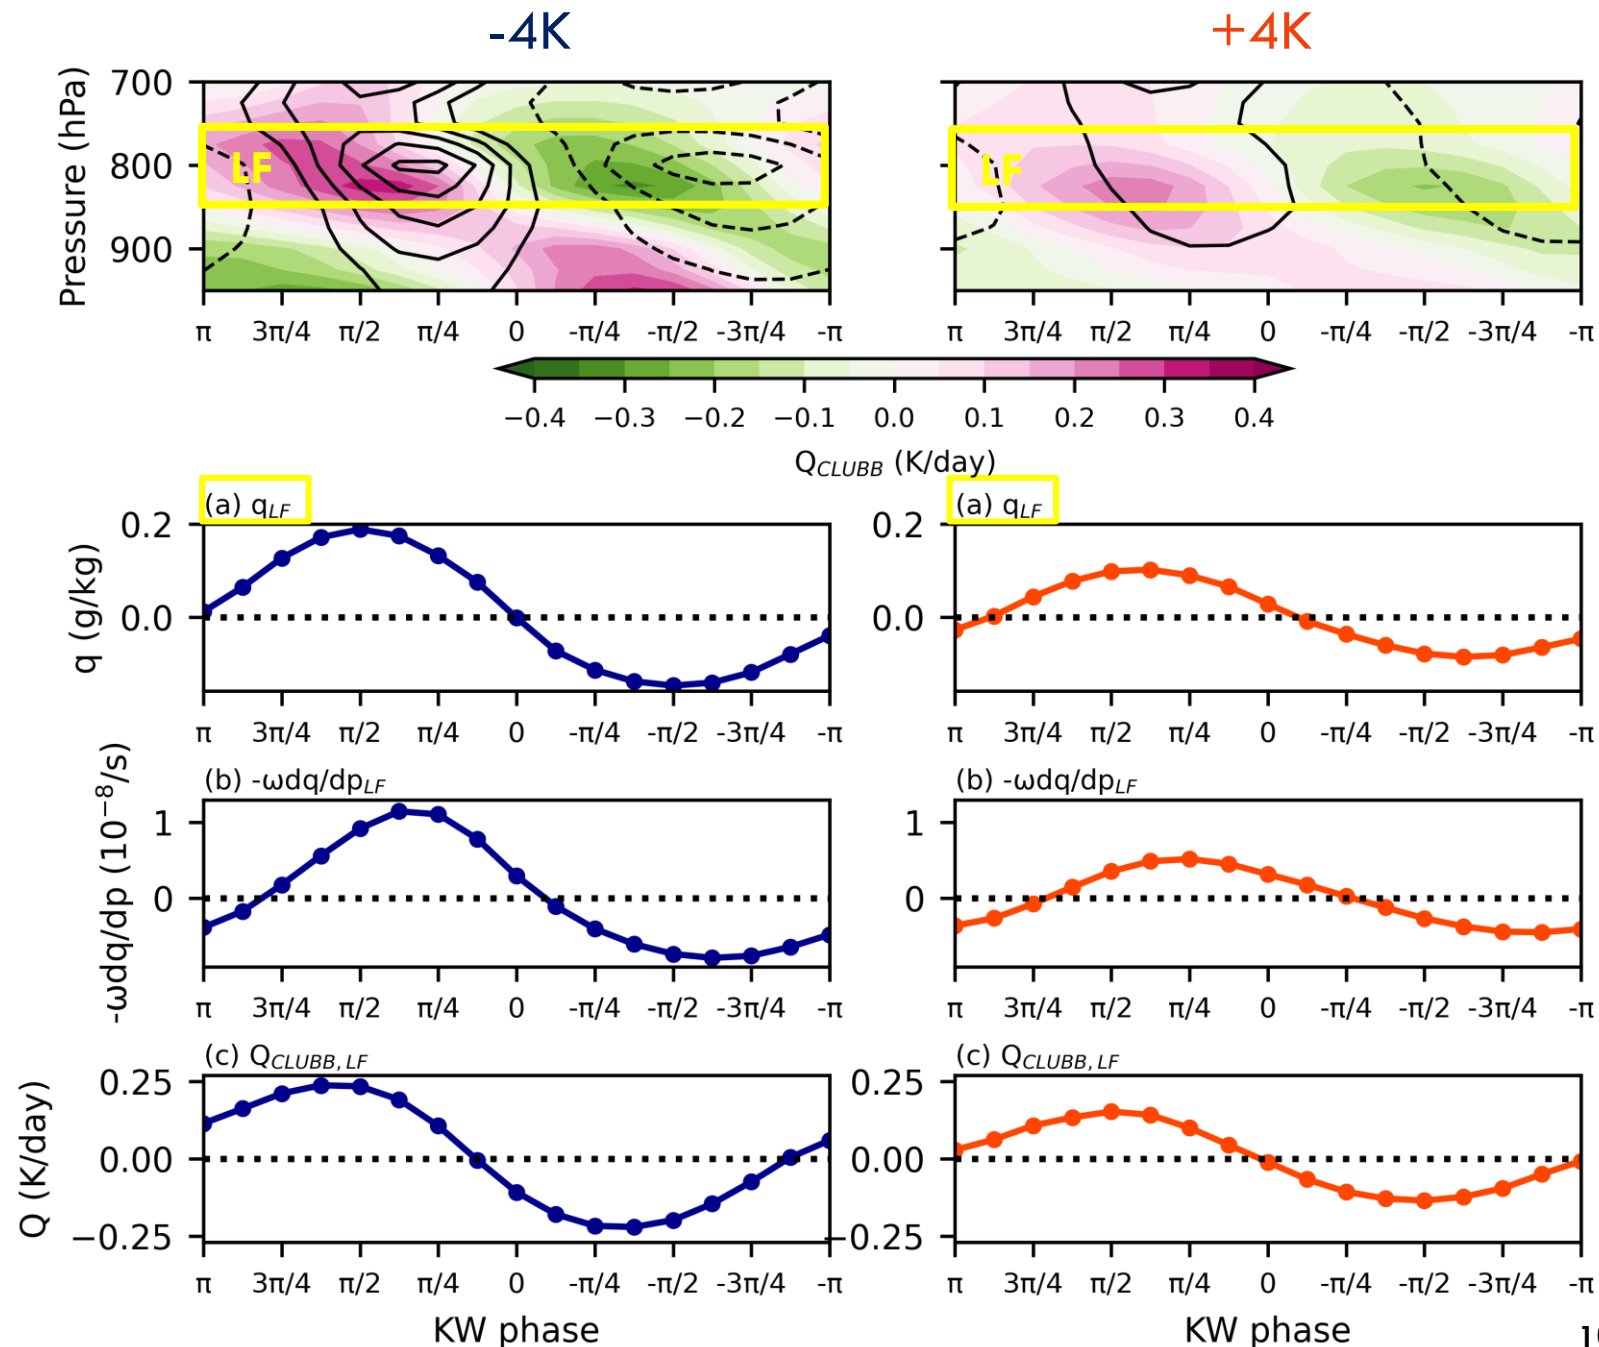 -4K +4K
Pressure (hPa)
700
800
900
LF LF
π 3π/4 π/2 π/4 0 -π/4 -π/2 -3π/4 -π π 3π/4 π/2 π/4 0 -π/4 -π/2 -3π/4 -π
−0.4 −0.3 −0.2 −0.1 0.0 0.1 0.2 0.3 0.4
Q_CLUBB (K/day)
(a) q_LF (a) q_LF
q (g/kg)
0.2 0.2
0.0 0.0
π 3π/4 π/2 π/4 0 -π/4 -π/2 -3π/4 -π π 3π/4 π/2 π/4 0 -π/4 -π/2 -3π/4 -π
(b) -ωdq/dp_LF (b) -ωdq/dp_LF
-ωdq/dp (10⁻⁸/s)
1 1
0 0
π 3π/4 π/2 π/4 0 -π/4 -π/2 -3π/4 -π π 3π/4 π/2 π/4 0 -π/4 -π/2 -3π/4 -π
(c) Q_CLUBB, LF (c) Q_CLUBB, LF
Q (K/day)
0.25 0.25
0.00 0.00
−0.25 −0.25
π 3π/4 π/2 π/4 0 -π/4 -π/2 -3π/4 -π π 3π/4 π/2 π/4 0 -π/4 -π/2 -3π/4 -π
KW phase KW phase